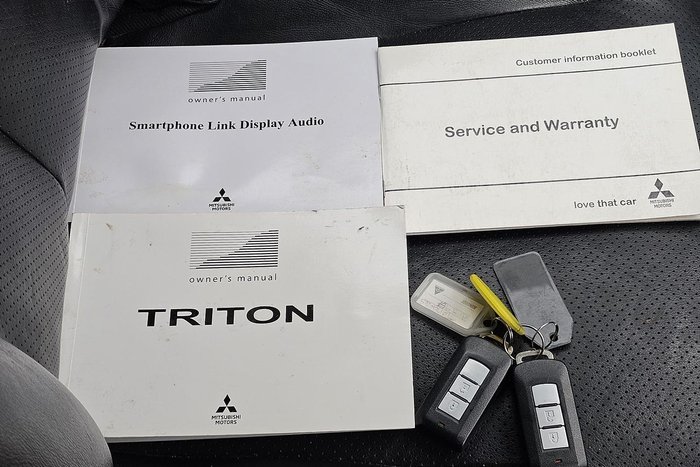 owner's manual
Smartphone Link Display Audio
MITSUBISHI
MOTORS
Customer information booklet
Service and Warranty
love that car
MITSUBISHI
MOTORS
owner's manual
TRITON
MITSUBISHI
MOTORS